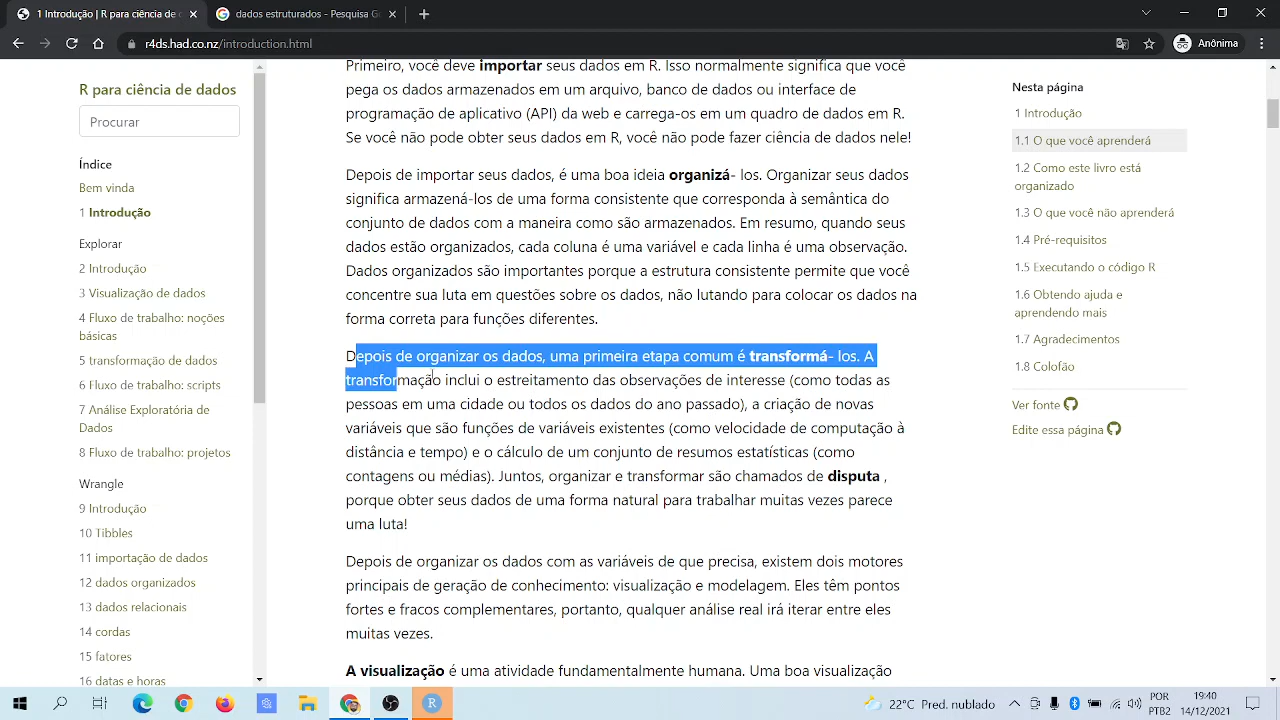 1 Introdução | R para ciência de
dados estruturados - Pesquisa Go
r4ds.had.co.nz/introduction.html
Anônima
R para ciência de dados
Procurar
Índice
Bem vinda
1 Introdução
Explorar
2 Introdução
3 Visualização de dados
4 Fluxo de trabalho: noções
básicas
5 transformação de dados
6 Fluxo de trabalho: scripts
7 Análise Exploratória de
Dados
8 Fluxo de trabalho: projetos
Wrangle
9 Introdução
10 Tibbles
11 importação de dados
12 dados organizados
13 dados relacionais
14 cordas
15 fatores
16 datas e horas
Primeiro, você deve importar seus dados em R. Isso normalmente significa que você
pega os dados armazenados em um arquivo, banco de dados ou interface de
programação de aplicativo (API) da web e carrega-os em um quadro de dados em R.
Se você não pode obter seus dados em R, você não pode fazer ciência de dados nele!
Depois de importar seus dados, é uma boa ideia organizá- los. Organizar seus dados
significa armazená-los de uma forma consistente que corresponda à semântica do
conjunto de dados com a maneira como são armazenados. Em resumo, quando seus
dados estão organizados, cada coluna é uma variável e cada linha é uma observação.
Dados organizados são importantes porque a estrutura consistente permite que você
concentre sua luta em questões sobre os dados, não lutando para colocar os dados na
forma correta para funções diferentes.
Depois de organizar os dados, uma primeira etapa comum é transformá- los. A
transformação inclui o estreitamento das observações de interesse (como todas as
pessoas em uma cidade ou todos os dados do ano passado), a criação de novas
variáveis que são funções de variáveis existentes (como velocidade de computação à
distância e tempo) e o cálculo de um conjunto de resumos estatísticas (como
contagens ou médias). Juntos, organizar e transformar são chamados de disputa ,
porque obter seus dados de uma forma natural para trabalhar muitas vezes parece
uma luta!
Depois de organizar os dados com as variáveis de que precisa, existem dois motores
principais de geração de conhecimento: visualização e modelagem. Eles têm pontos
fortes e fracos complementares, portanto, qualquer análise real irá iterar entre eles
muitas vezes.
A visualização é uma atividade fundamentalmente humana. Uma boa visualização
Nesta página
1 Introdução
1.1 O que você aprenderá
1.2 Como este livro está
organizado
1.3 O que você não aprenderá
1.4 Pré-requisitos
1.5 Executando o código R
1.6 Obtendo ajuda e
aprendendo mais
1.7 Agradecimentos
1.8 Colofão
Ver fonte
Edite essa página
22°C Pred. nublado
POR
PTB2
19:40
14/12/2021